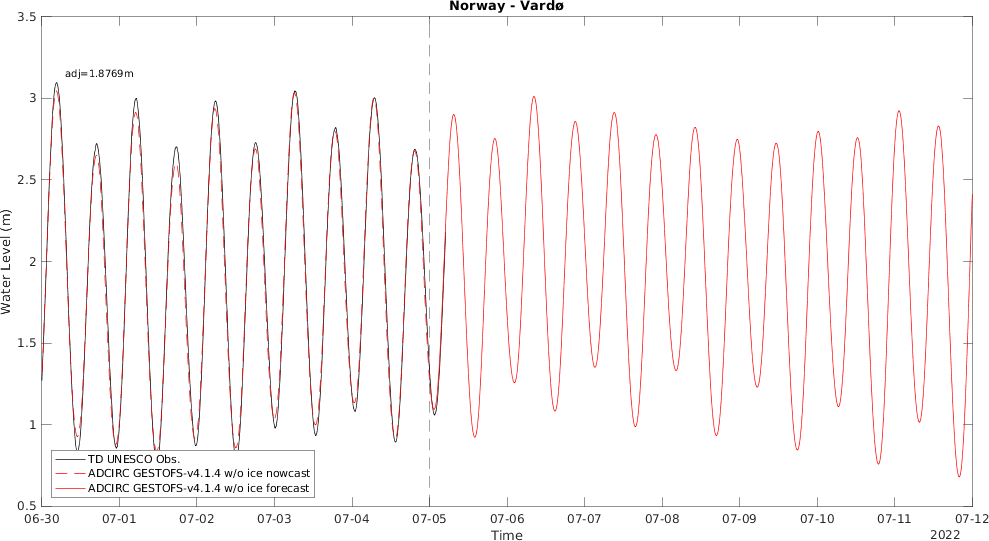 Norway - Vardø
3.5
adj=1.8769m
3
2.5
2
1.5
1
0.5
Water Level (m)
TD UNESCO Obs.
ADCIRC GESTOFS-v4.1.4 w/o ice nowcast
ADCIRC GESTOFS-v4.1.4 w/o ice forecast
06-30 07-01 07-02 07-03 07-04 07-05 07-06 07-07 07-08 07-09 07-10 07-11 07-12
Time
2022